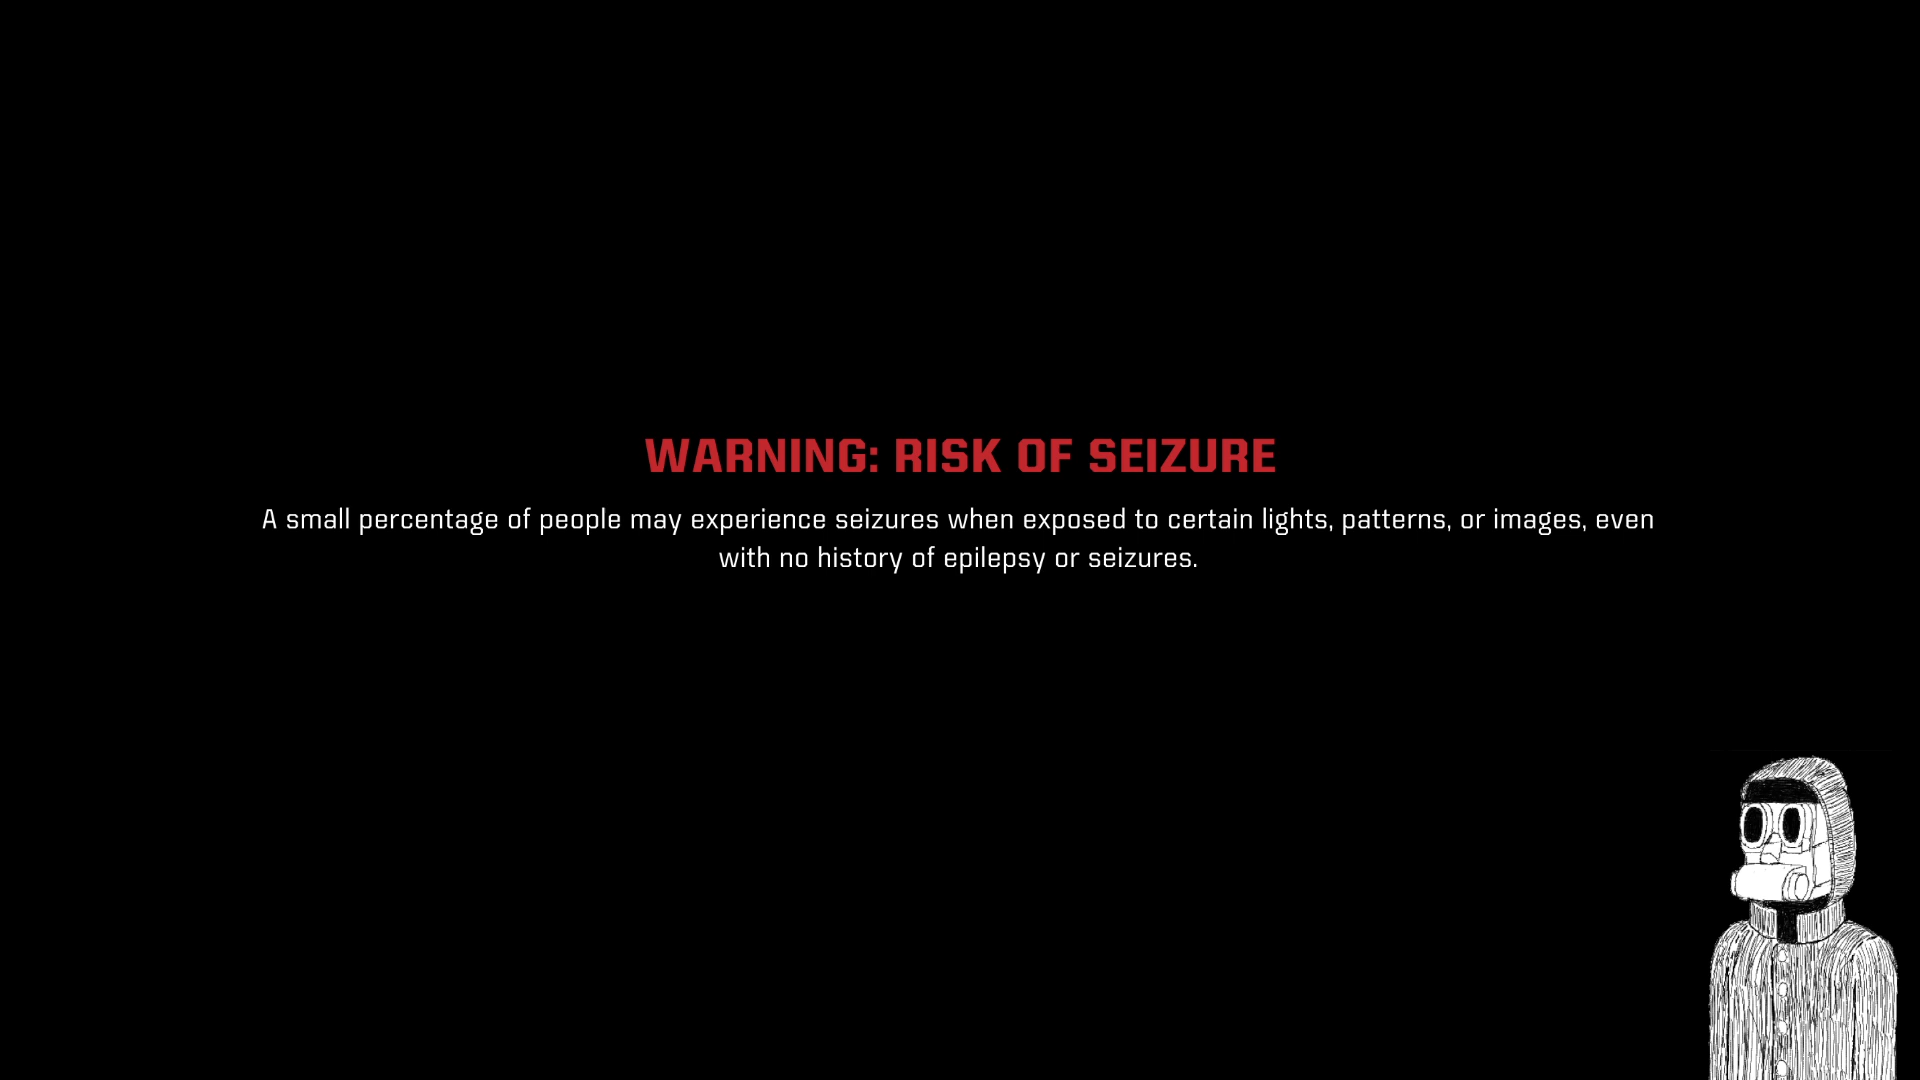 WARNING: RISK OF SEIZURE
A small percentage of people may experience seizures when exposed to certain lights, patterns, or images, even
with no history of epilepsy or seizures.